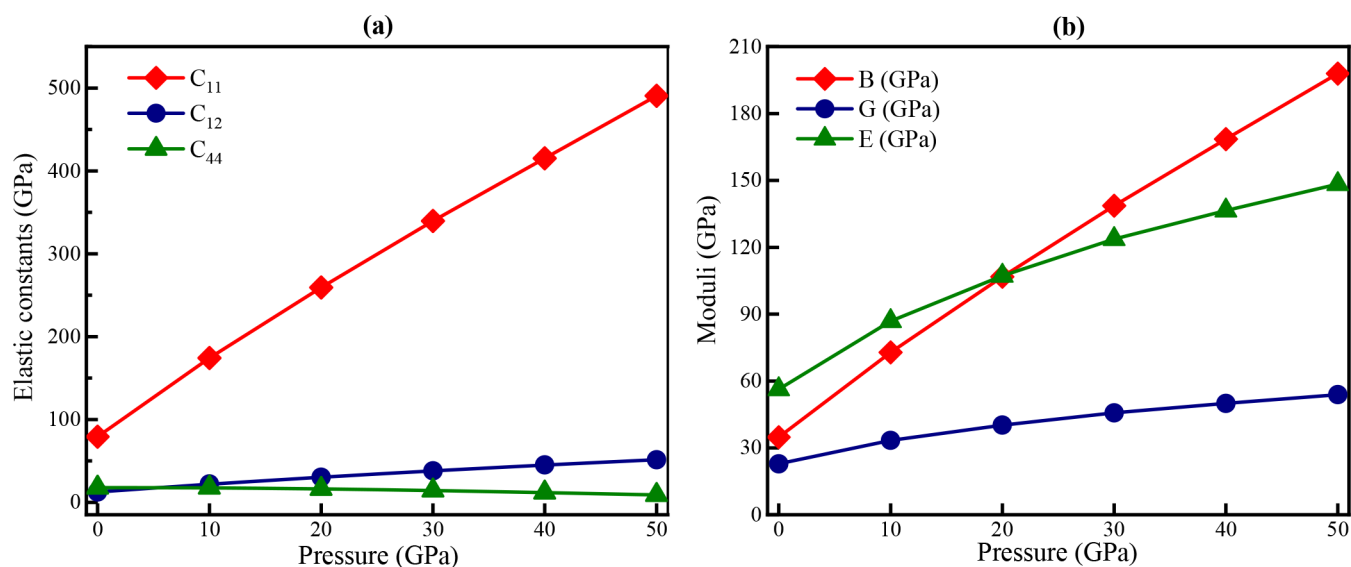 (a)
C11
C12
C44
Elastic constants (GPa)
500
400
300
200
100
0
0 10 20 30 40 50
Pressure (GPa)
(b)
B (GPa)
G (GPa)
E (GPa)
Moduli (GPa)
210
180
150
120
90
60
30
0
0 10 20 30 40 50
Pressure (GPa)